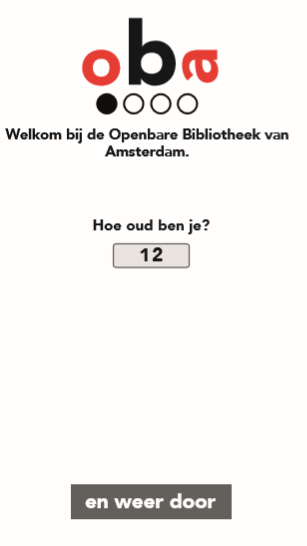 oba
Welkom bij de Openbare Bibliotheek van
Amsterdam.
Hoe oud ben je?
12
en weer door